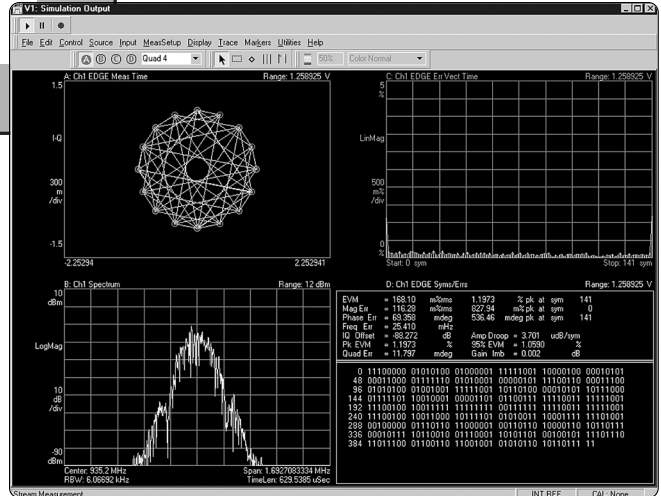 V1: Simulation Output
File Edit Control Source Input MeasSetup Display Trace Markers Utilities Help
A B C D Quad 4 50% Color Normal
A: Ch1 EDGE Meas Time Range: 1.258925 V
1.5
I-Q
300
m
/div
-1.5
-2.25294 2.252941
C: Ch1 EDGE Err Vect Time Range: 1.258925 V
5
%
LinMag
500
m%
/div
0
%
Start: 0 sym Stop: 141 sym
B: Ch1 Spectrum Range: 12 dBm
10
dBm
LogMag
10
dB
/div
-90
dBm
Center: 935.2 MHz Span: 1.6927083334 MHz
RBW: 6.06692 kHz TimeLen: 629.5385 uSec
D: Ch1 EDGE Syms/Errs Range: 1.258925 V
EVM = 168.10 m%rms 1.1973 % pk at sym 141
Mag Err = 116.28 m%rms 827.94 m% pk at sym 0
Phase Err = 69.358 mdeg 536.46 mdeg pk at sym 141
Freq Err = 25.410 mHz
IQ Offset = -88.272 dB Amp Droop = 3.701 udB/sym
Pk EVM = 1.1973 % 95% EVM = 1.0590 %
Quad Err = 11.797 mdeg Gain Imb = 0.002 dB
0 11100000 01010100 01000001 11111001 10000100 00010101
48 00011000 01111110 01010001 00000101 11100110 00011100
96 01010100 01001001 11111001 10110100 00010101 10111000
144 01111101 10010001 00001101 01100111 11111001 11110011
192 11100100 10011111 11100111 11111001 11110011 11111001
240 11100100 10011000 10111101 01010011 10001111 11101001
288 00100000 01110110 01110001 00110110 10000110 10110111
336 00010111 10110010 01110001 10101101 00100101 11101110
384 11011100 01100110 11001001 01010110 10110111 11
Stream Measurement INT REF CAL: None